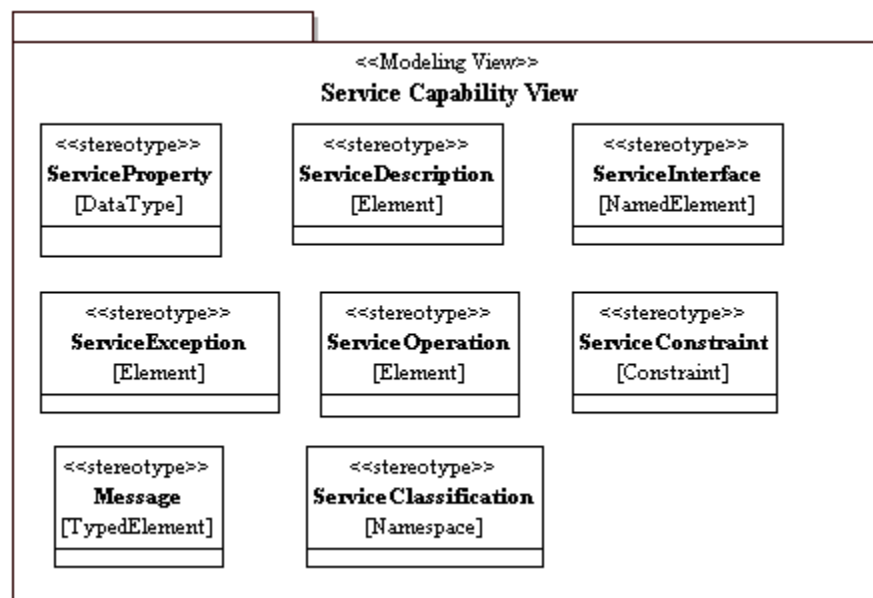 <<Modeling View>>
Service Capability View
<<stereotype>>
ServiceProperty
[DataType]
<<stereotype>>
ServiceDescription
[Element]
<<stereotype>>
ServiceInterface
[NamedElement]
<<stereotype>>
ServiceException
[Element]
<<stereotype>>
ServiceOperation
[Element]
<<stereotype>>
ServiceConstraint
[Constraint]
<<stereotype>>
Message
[TypedElement]
<<stereotype>>
ServiceClassification
[Namespace]